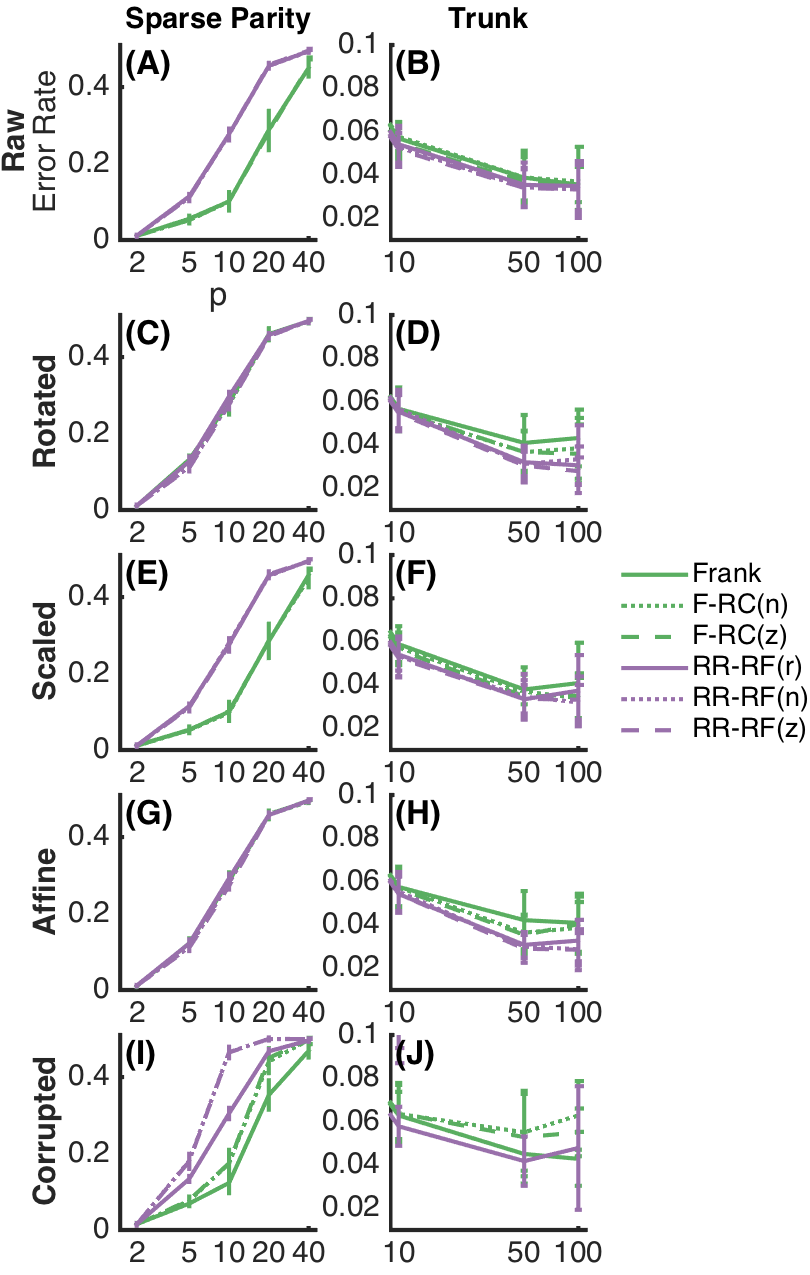 Sparse Parity
Trunk
Raw
Error Rate
(A)
0.4
0.2
0
2 5 10 20 40
p
(B)
0.1
0.08
0.06
0.04
0.02
10 50 100
Rotated
(C)
0.4
0.2
0
2 5 10 20 40
(D)
0.1
0.08
0.06
0.04
0.02
10 50 100
Scaled
(E)
0.4
0.2
0
2 5 10 20 40
(F)
0.1
0.08
0.06
0.04
0.02
10 50 100
Frank
F-RC(n)
F-RC(z)
RR-RF(r)
RR-RF(n)
RR-RF(z)
Affine
(G)
0.4
0.2
0
2 5 10 20 40
(H)
0.1
0.08
0.06
0.04
0.02
10 50 100
Corrupted
(I)
0.4
0.2
0
2 5 10 20 40
(J)
0.1
0.08
0.06
0.04
0.02
10 50 100